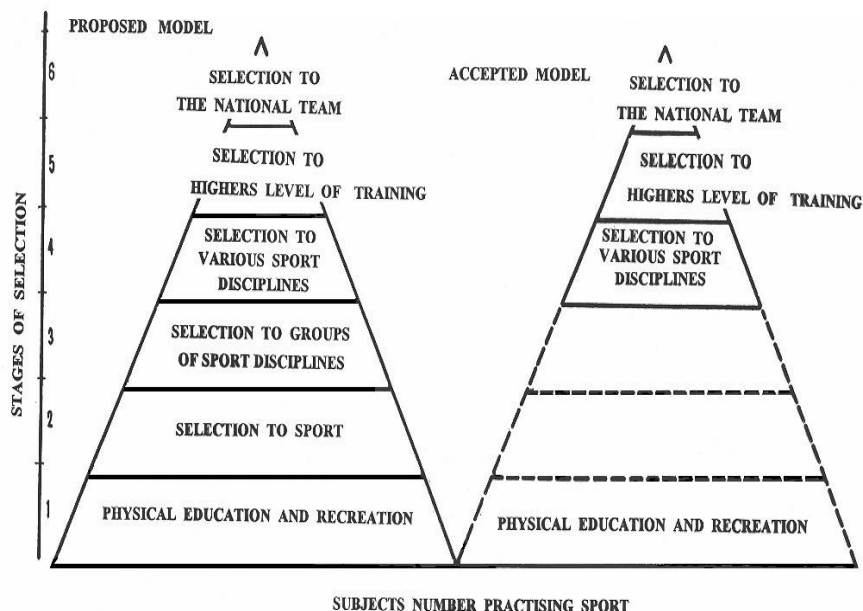 PROPOSED MODEL
SELECTION TO
THE NATIONAL TEAM
SELECTION TO
HIGHERS LEVEL OF TRAINING
SELECTION TO
VARIOUS SPORT
DISCIPLINES
SELECTION TO GROUPS
OF SPORT DISCIPLINES
SELECTION TO SPORT
PHYSICAL EDUCATION AND RECREATION
ACCEPTED MODEL
SELECTION TO
THE NATIONAL TEAM
SELECTION TO
HIGHERS LEVEL OF TRAINING
SELECTION TO
VARIOUS SPORT
DISCIPLINES
PHYSICAL EDUCATION AND RECREATION
STAGES OF SELECTION
6
5
4
3
2
1
SUBJECTS NUMBER PRACTISING SPORT